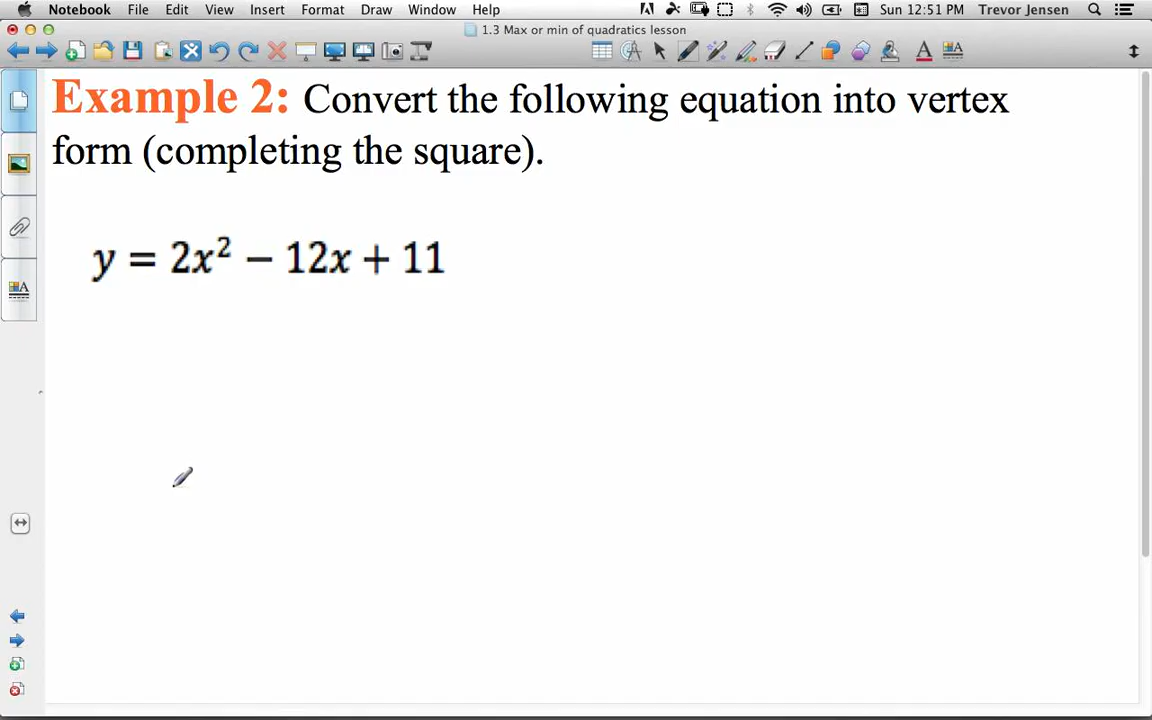 Notebook File Edit View Insert Format Draw Window Help Sun 12:51 PM Trevor Jensen
1.3 Max or min of quadratics lesson
Example 2: Convert the following equation into vertex
form (completing the square).
y = 2x² − 12x + 11